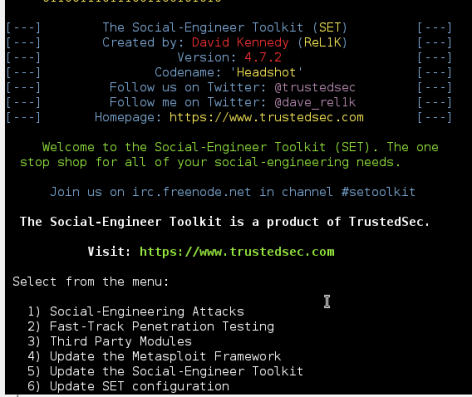 [---] The Social-Engineer Toolkit (SET) [---]
[---] Created by: David Kennedy (ReL1K) [---]
[---] Version: 4.7.2 [---]
[---] Codename: 'Headshot' [---]
[---] Follow us on Twitter: @trustedsec [---]
[---] Follow me on Twitter: @dave_rel1k [---]
[---] Homepage: https://www.trustedsec.com [---]
Welcome to the Social-Engineer Toolkit (SET). The one
stop shop for all of your social-engineering needs.
Join us on irc.freenode.net in channel #setoolkit
The Social-Engineer Toolkit is a product of TrustedSec.
Visit: https://www.trustedsec.com
Select from the menu:
1) Social-Engineering Attacks
2) Fast-Track Penetration Testing
3) Third Party Modules
4) Update the Metasploit Framework
5) Update the Social-Engineer Toolkit
6) Update SET configuration